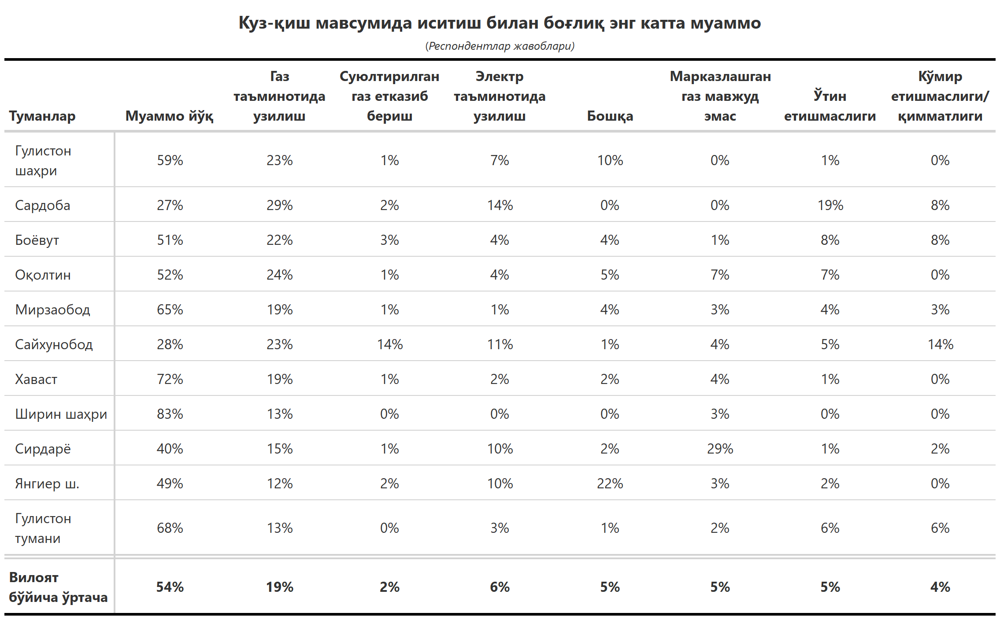 Куз-қиш мавсумида иситиш билан боғлиқ энг катта муаммо
(Респондентлар жавоблари)
Туманлар Муаммо йўқ Газ таъминотида узилиш Суюлтирилган газ етказиб бериш Электр таъминотида узилиш Бошқа Марказлашган газ мавжуд эмас Ўтин етишмаслиги Кўмир етишмаслиги/ қимматлиги
Гулистон шаҳри 59% 23% 1% 7% 10% 0% 1% 0%
Сардоба 27% 29% 2% 14% 0% 0% 19% 8%
Боёвут 51% 22% 3% 4% 4% 1% 8% 8%
Оқолтин 52% 24% 1% 4% 5% 7% 7% 0%
Мирзаобод 65% 19% 1% 1% 4% 3% 4% 3%
Сайхунобод 28% 23% 14% 11% 1% 4% 5% 14%
Хаваст 72% 19% 1% 2% 2% 4% 1% 0%
Ширин шаҳри 83% 13% 0% 0% 0% 3% 0% 0%
Сирдарё 40% 15% 1% 10% 2% 29% 1% 2%
Янгиер ш. 49% 12% 2% 10% 22% 3% 2% 0%
Гулистон тумани 68% 13% 0% 3% 1% 2% 6% 6%
Вилоят бўйича ўртача 54% 19% 2% 6% 5% 5% 5% 4%